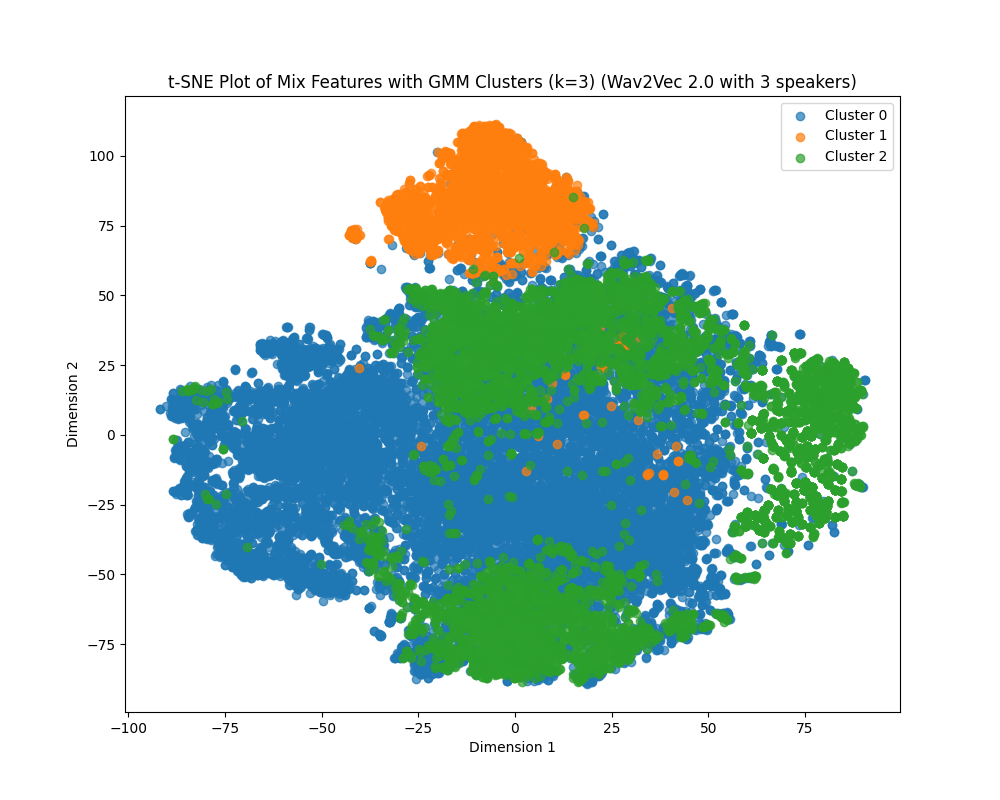 t-SNE Plot of Mix Features with GMM Clusters (k=3) (Wav2Vec 2.0 with 3 speakers)
Cluster 0
Cluster 1
Cluster 2
100
75
50
25
0
−25
−50
−75
Dimension 2
−100
−75
−50
−25
0
25
50
75
Dimension 1